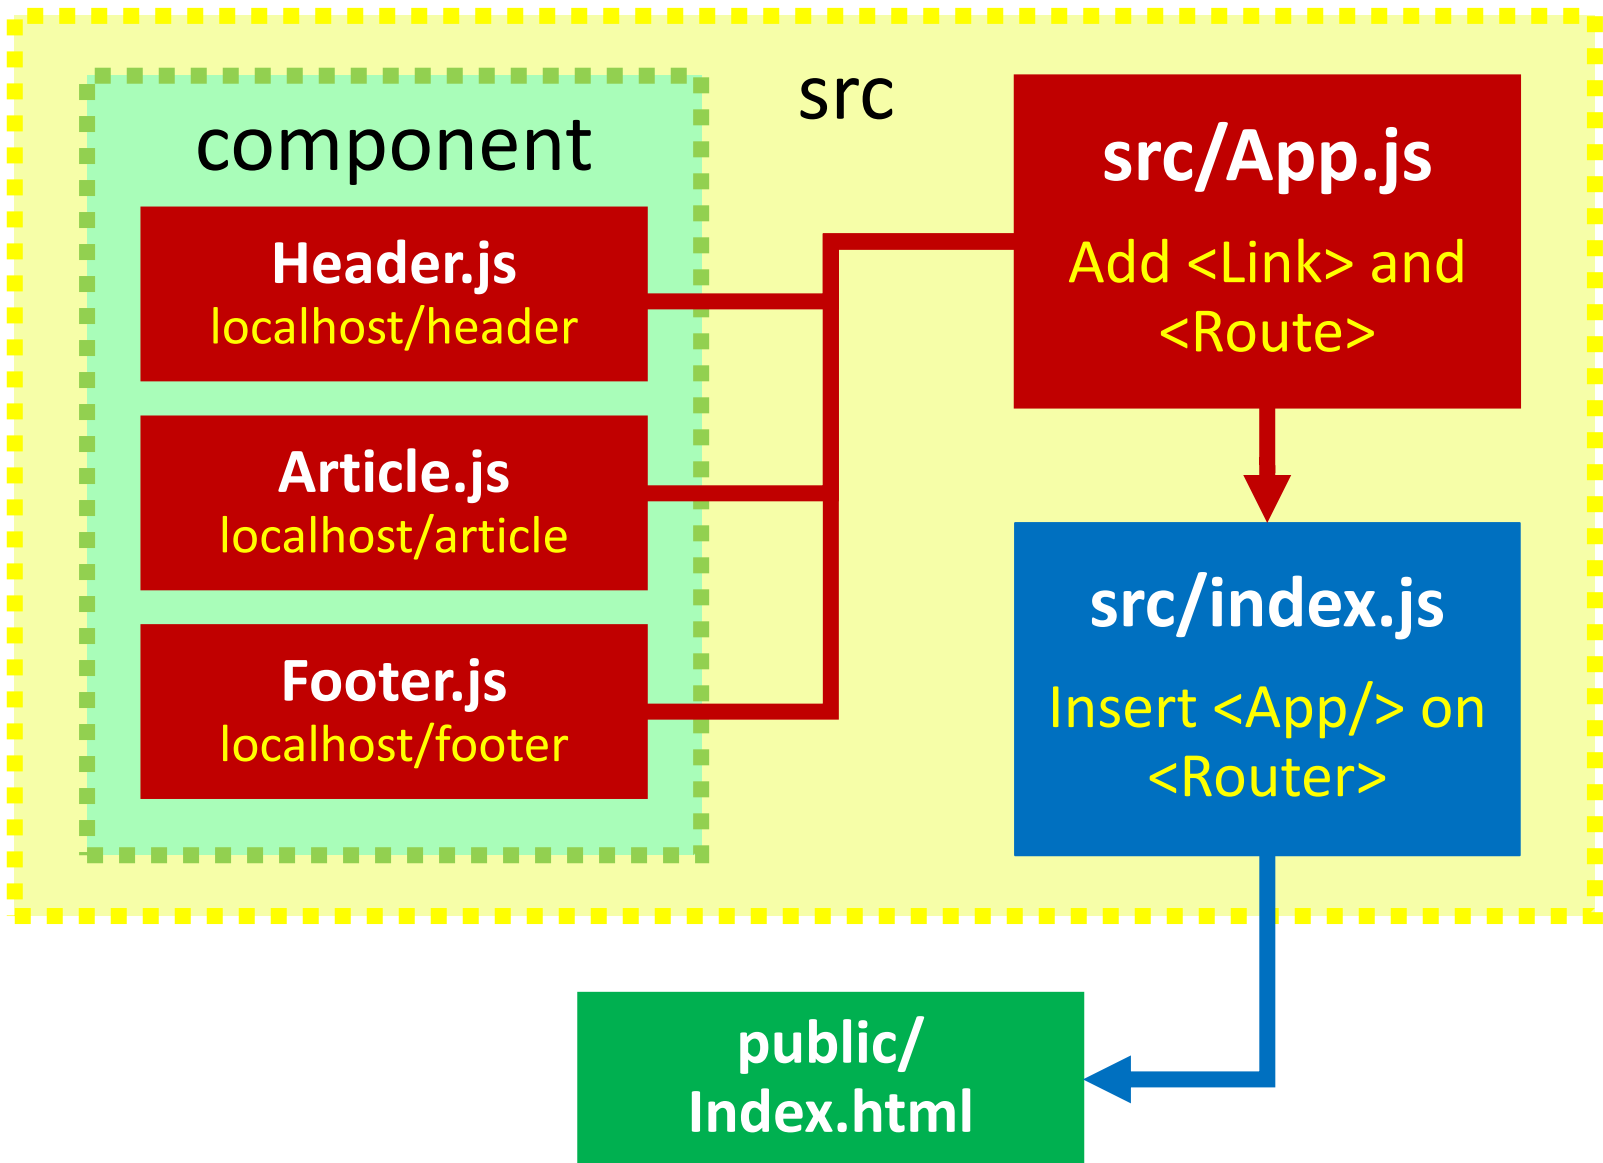 src
component
Header.js
localhost/header
Article.js
localhost/article
Footer.js
localhost/footer
src/App.js
Add <Link> and
<Route>
src/index.js
Insert <App/> on
<Router>
public/
Index.html